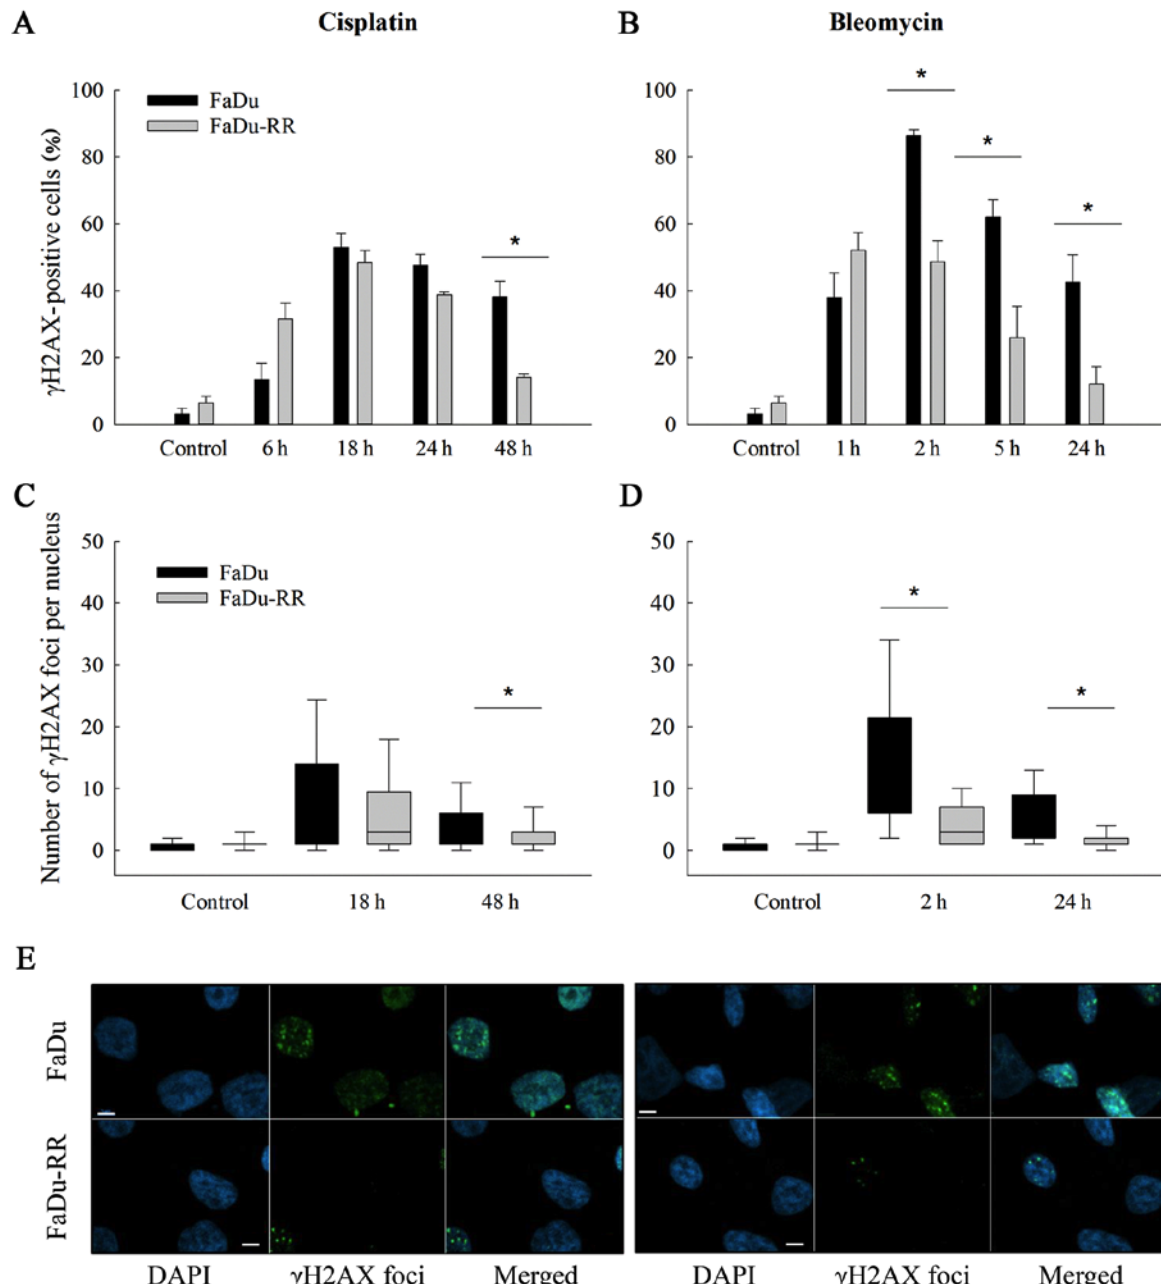 A
Cisplatin
B
Bleomycin
γH2AX-positive cells (%)
100
80
60
40
20
0
FaDu
FaDu-RR
*
Control
6 h
18 h
24 h
48 h
100
80
60
40
20
0
*
*
*
Control
1 h
2 h
5 h
24 h
C
D
Number of γH2AX foci per nucleus
50
40
30
20
10
0
FaDu
FaDu-RR
*
Control
18 h
48 h
50
40
30
20
10
0
*
*
Control
2 h
24 h
E
FaDu
FaDu-RR
DAPI
γH2AX foci
Merged
DAPI
γH2AX foci
Merged